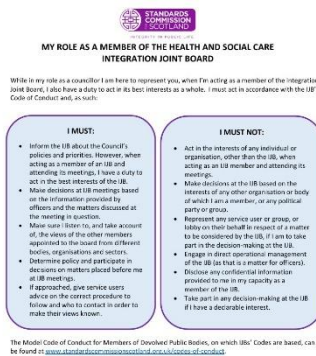 STANDARDS
COMMISSION
SCOTLAND
INTEGRITY IN PUBLIC LIFE
MY ROLE AS A MEMBER OF THE HEALTH AND SOCIAL CARE
INTEGRATION JOINT BOARD
While in my role as a councillor I am here to represent you, when I'm acting as a member of the Integration
Joint Board, I also have a duty to act in its best interests as a whole. I must act in accordance with the IJB'
Code of Conduct and, as such:
I MUST:
• Inform the IJB about the Council's
policies and priorities. However, when
acting as a member of an IJB and
attending its meetings, I have a duty to
act in the best interests of the IJB.
• Make decisions at IJB meetings based
on the information provided by
officers and the matters discussed at
the meeting in question.
• Make sure I listen to, and take account
of, the views of the other members
appointed to the board from different
bodies, organisations and sectors.
• Determine policy and participate in
decisions on matters placed before me
at IJB meetings.
• If approached, give service users
advice on the correct procedure to
follow and who to contact in order to
make their views known.
I MUST NOT:
• Act in the interests of any individual or
organisation, other than the IJB, when
acting as an IJB member and attending its
meetings.
• Make decisions at the IJB based on the
interests of any other organisation or body
of which I am a member, or any political
party or group.
• Represent any service user or group, or
lobby on their behalf in respect of a matter
to be considered by the IJB, if I am to take
part in the decision-making at the IJB.
• Engage in direct operational management
of the IJB (as that is a matter for officers).
• Disclose any confidential information
provided to me in my capacity as a
member of the IJB.
• Take part in any decision-making at the IJB
if I have a declarable interest.
The Model Code of Conduct for Members of Devolved Public Bodies, on which IJBs' Codes are based, can
be found at www.standardscommissionscotland.org.uk/codes-of-conduct.